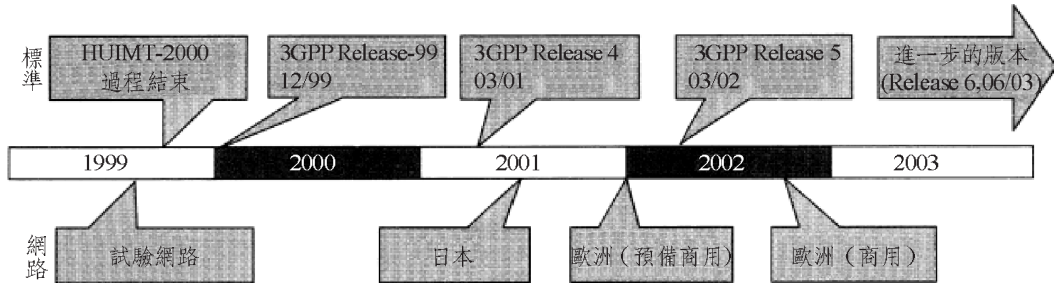 標準
HUIMT-2000
過程結束
3GPP Release-99
12/99
3GPP Release 4
03/01
3GPP Release 5
03/02
進一步的版本
(Release 6,06/03)
1999
2000
2001
2002
2003
網路
試驗網路
日本
歐洲（預備商用）
歐洲（商用）